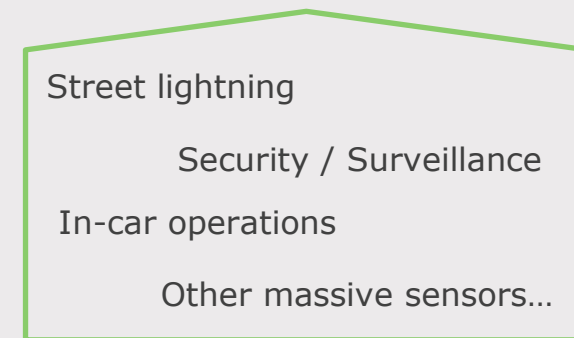 Street lightning
Security / Surveillance
In-car operations
Other massive sensors…